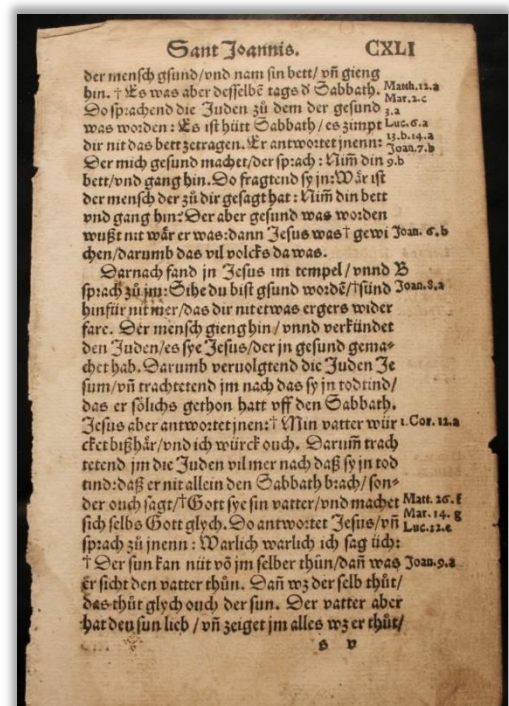 Sant Joannis. CXLI
der mensch gsund/vnd nam sin bett/ vñ gieng
hin. † Es was aber desselbē tags d Sabbath. Matth.12.a
Do sprachend die Juden zů dem der gesund Mar.2.c 3.a
was worden: Es ist hütt Sabbath/es zimpt Luc.6.a
dir nit das bett zetragen. Er antwortet jnenn: 13.b.14.a Joan.7.b
Der mich gesund machet/der sprach: Nim̃ din 9.b
bett/vnd gang hin. Do fragtend sy jn: Wår ist
der mensch der zů dir gesagt hat: Nim̃ din bett
vnd gang hin? Der aber gesund was worden
wußt nit wår er was: dann Jesus was † gewi Joan. 6.b
chen/darumb das vil volcks da was.
Darnach fand jn Jesus im tempel/ vnnd B
sprach zů jm: Sihe du bist gsund wordē/ †sünd Joan.8.a
hinfür nit mer/das dir nit etwas ergers wider
fare. Der mensch gieng hin/ vnnd verkündet
den Juden/es sye Jesus/der jn gesund gema-
chet hab. Darumb veruolgtend die Juden Je
sum/vñ trachtetend jm nach das sy jn todtind/
das er sölichs gethon hatt vff den Sabbath.
Jesus aber antwortet jnen: † Min vatter wür 1.Cor. 12.a
cket bißhår/vnd ich würck ouch. Darum̃ trach
tetend jm die Juden vil mer nach daß sy jn tod
tind: daß er nit allein den Sabbath brach/ son-
der ouch sagt/ †Gott sye sin vatter/vnd machet Matt. 26.f
sich selbs Gott glych. Do antwortet Jesus/vñ Mar. 14. g Luc.22.e
sprach zů jnenn: Warlich warlich ich sag üch:
† Der sun kan nüt vō jm selber thůn/dañ was Joan.9.a
er sicht den vatter thůn. Dañ wz der selb thůt/
das thůt glych ouch der sun. Der vatter aber
hat den sun lieb / vñ zeiget jm alles wz er thůt/
s v